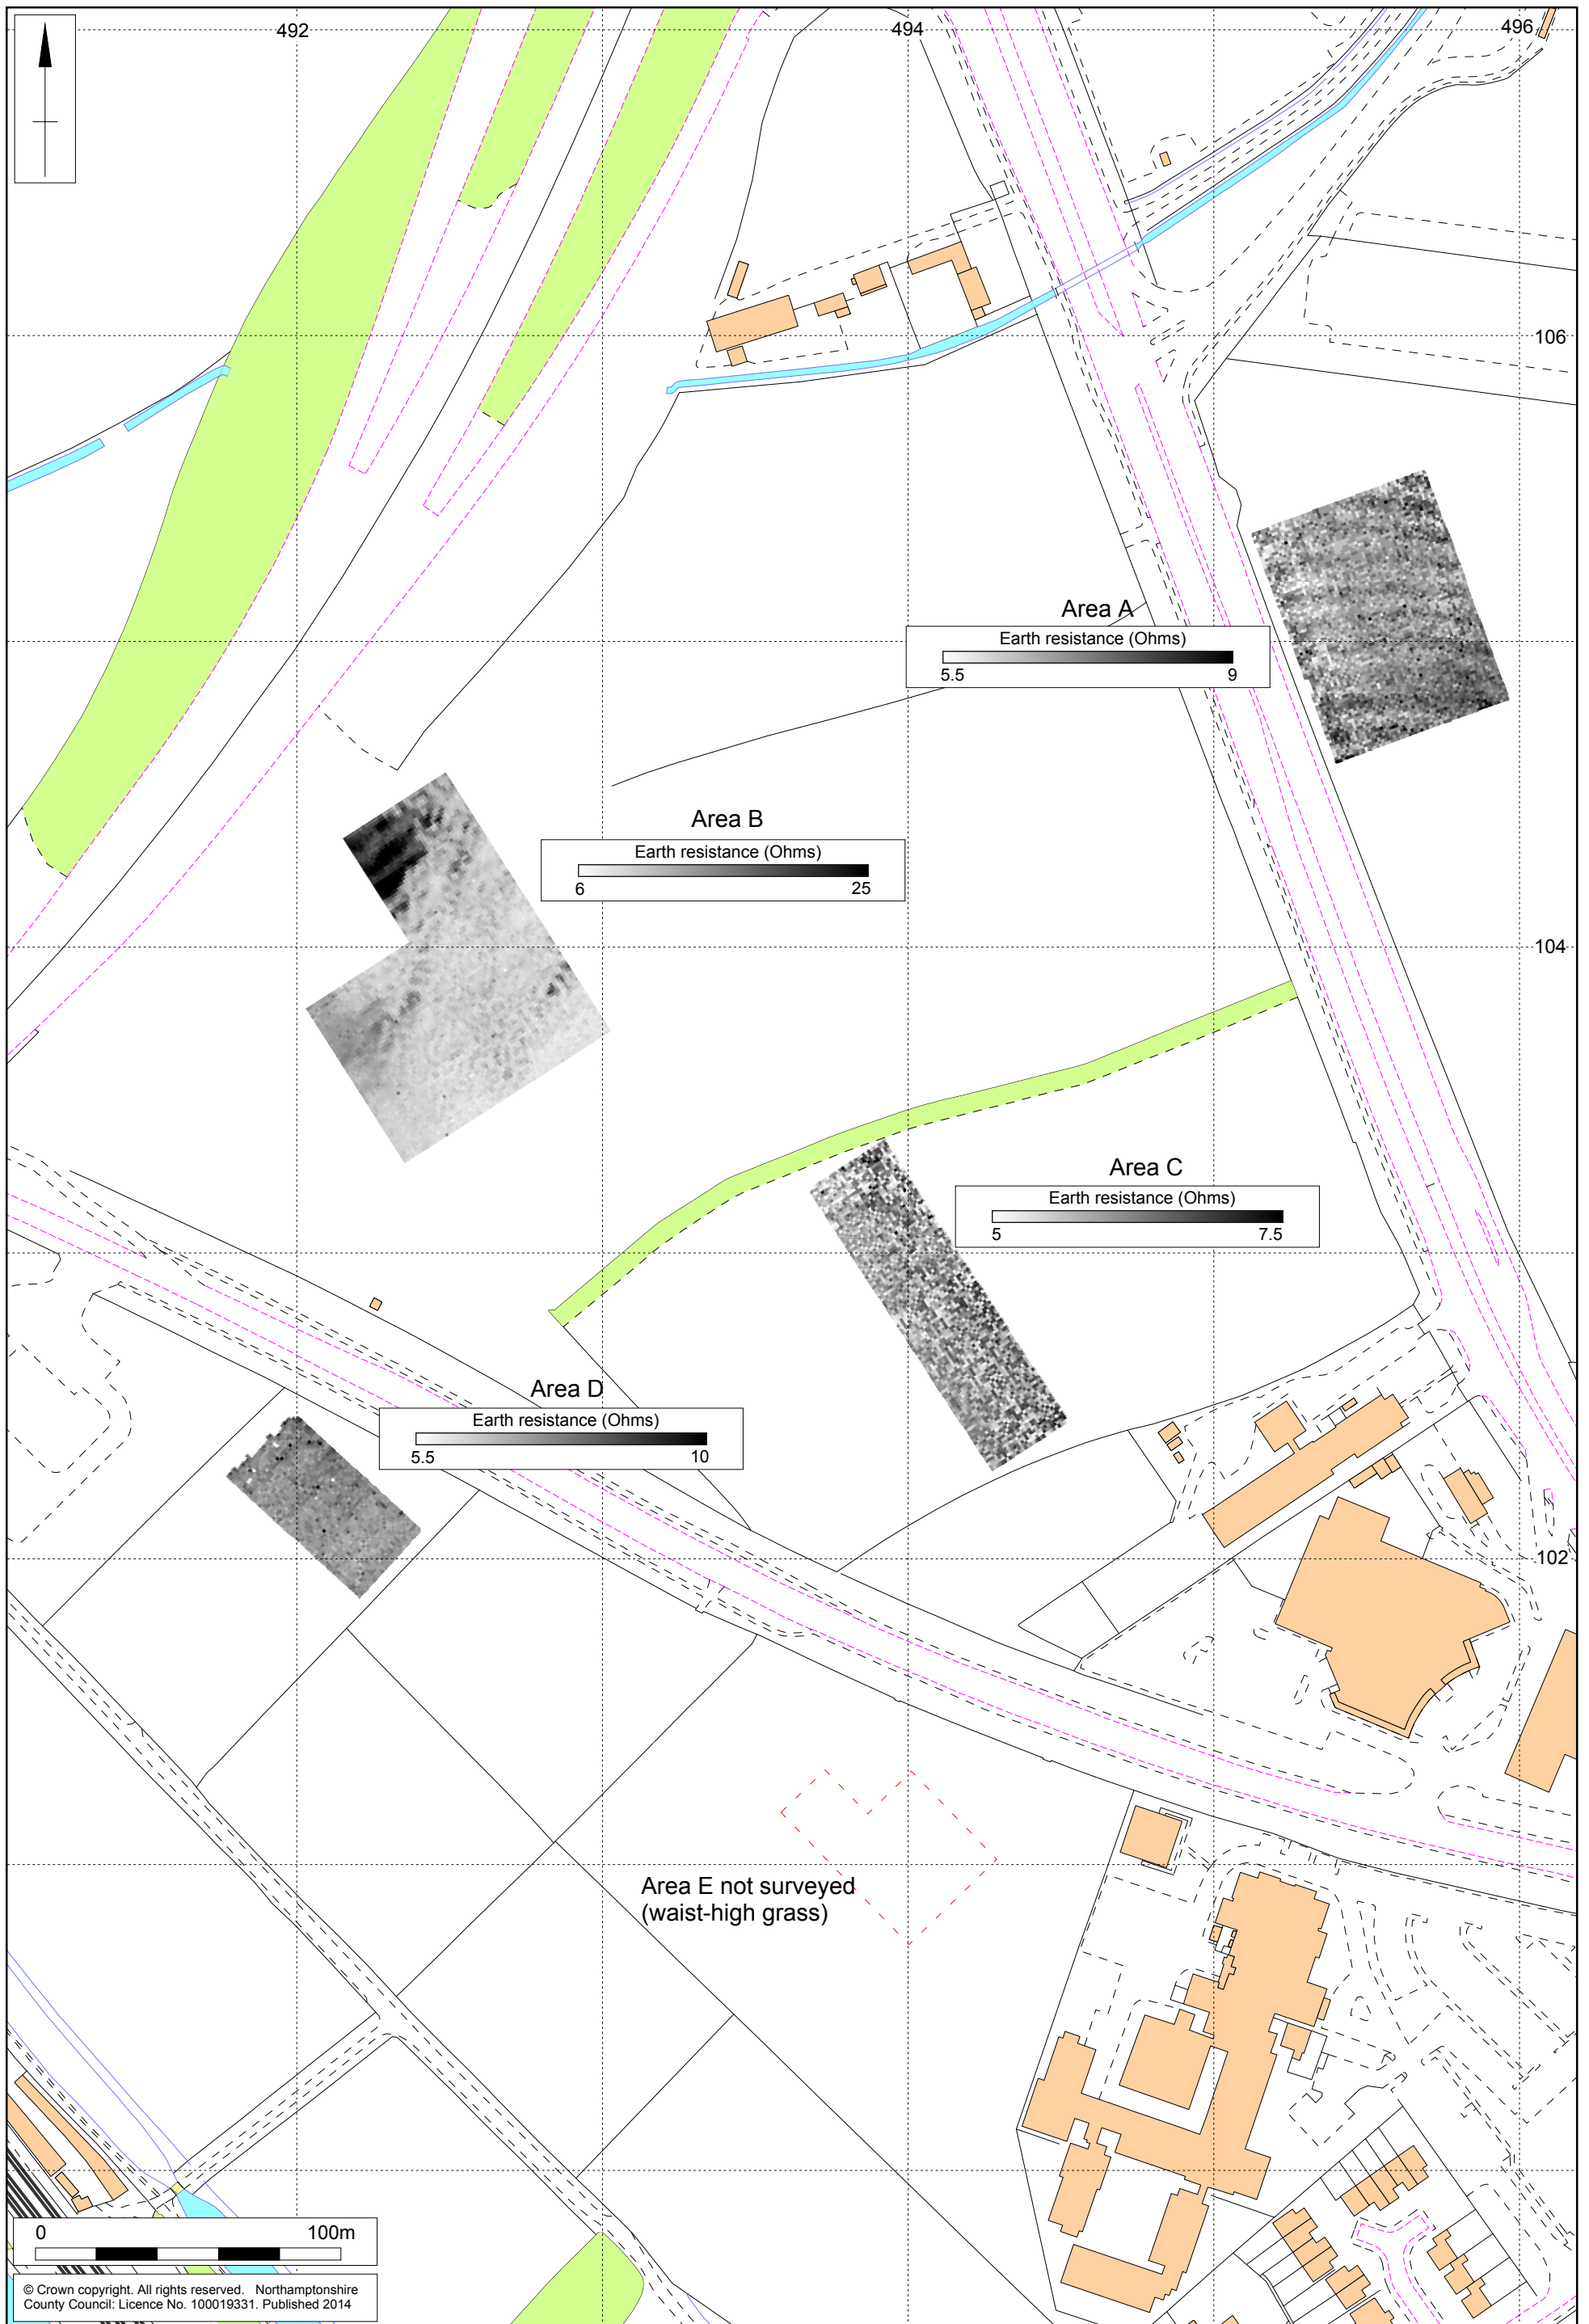 492
494
496
106
Area A
Earth resistance (Ohms)
5.5 9
Area B
Earth resistance (Ohms)
6 25
104
Area C
Earth resistance (Ohms)
5 7.5
Area D
Earth resistance (Ohms)
5.5 10
102
Area E not surveyed
(waist-high grass)
0 100m
© Crown copyright. All rights reserved. Northamptonshire
County Council: Licence No. 100019331. Published 2014